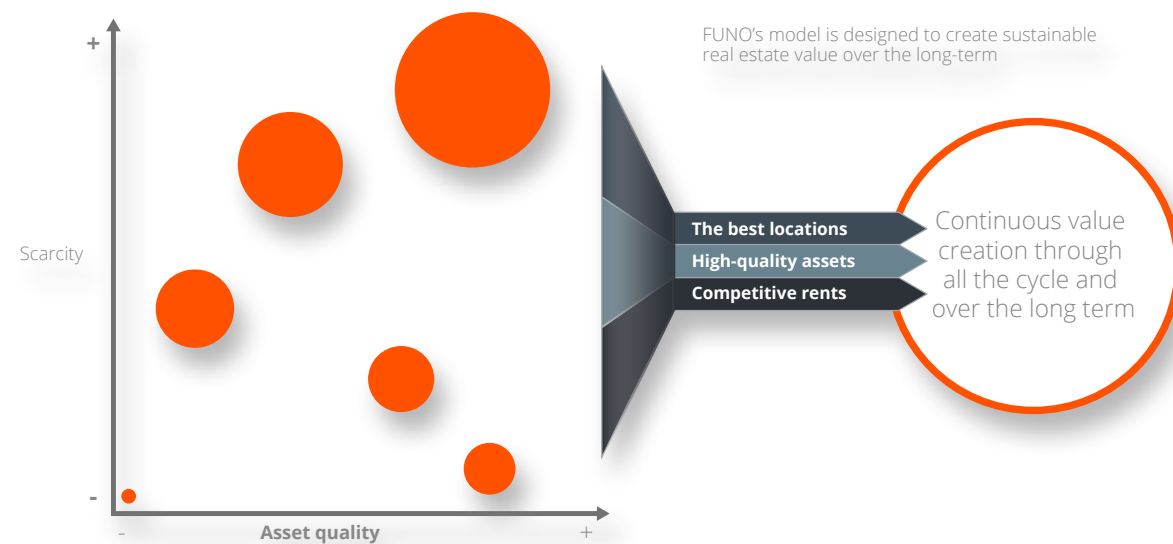 FUNO’s model is designed to create sustainable
real estate value over the long-term
+
Scarcity
-
-
Asset quality
+
The best locations
High-quality assets
Competitive rents
Continuous value
creation through
all the cycle and
over the long term